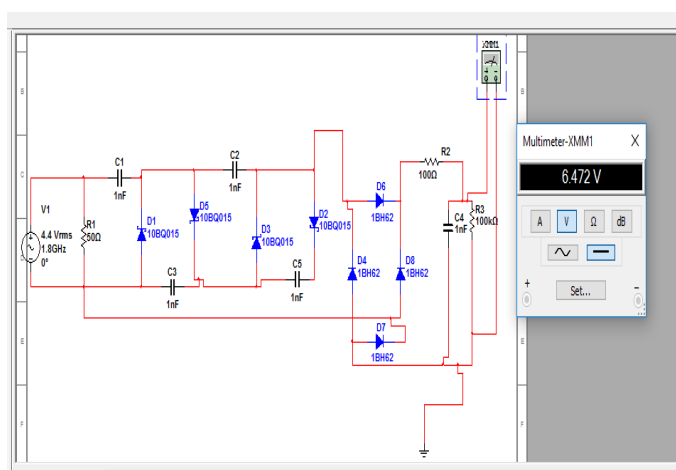 XMM1
Multimeter-XMM1
X
6.472 V
A
V
Ω
dB
Set...
+
-
V1
4.4 Vrms
1.8GHz
0°
R1
50Ω
C1
1nF
D1
10BQ015
D5
10BQ015
C3
1nF
C2
1nF
D3
10BQ015
D2
10BQ015
C5
1nF
D6
1BH62
D4
1BH62
D8
1BH62
D7
1BH62
R2
100Ω
C4
1nF
R3
100kΩ